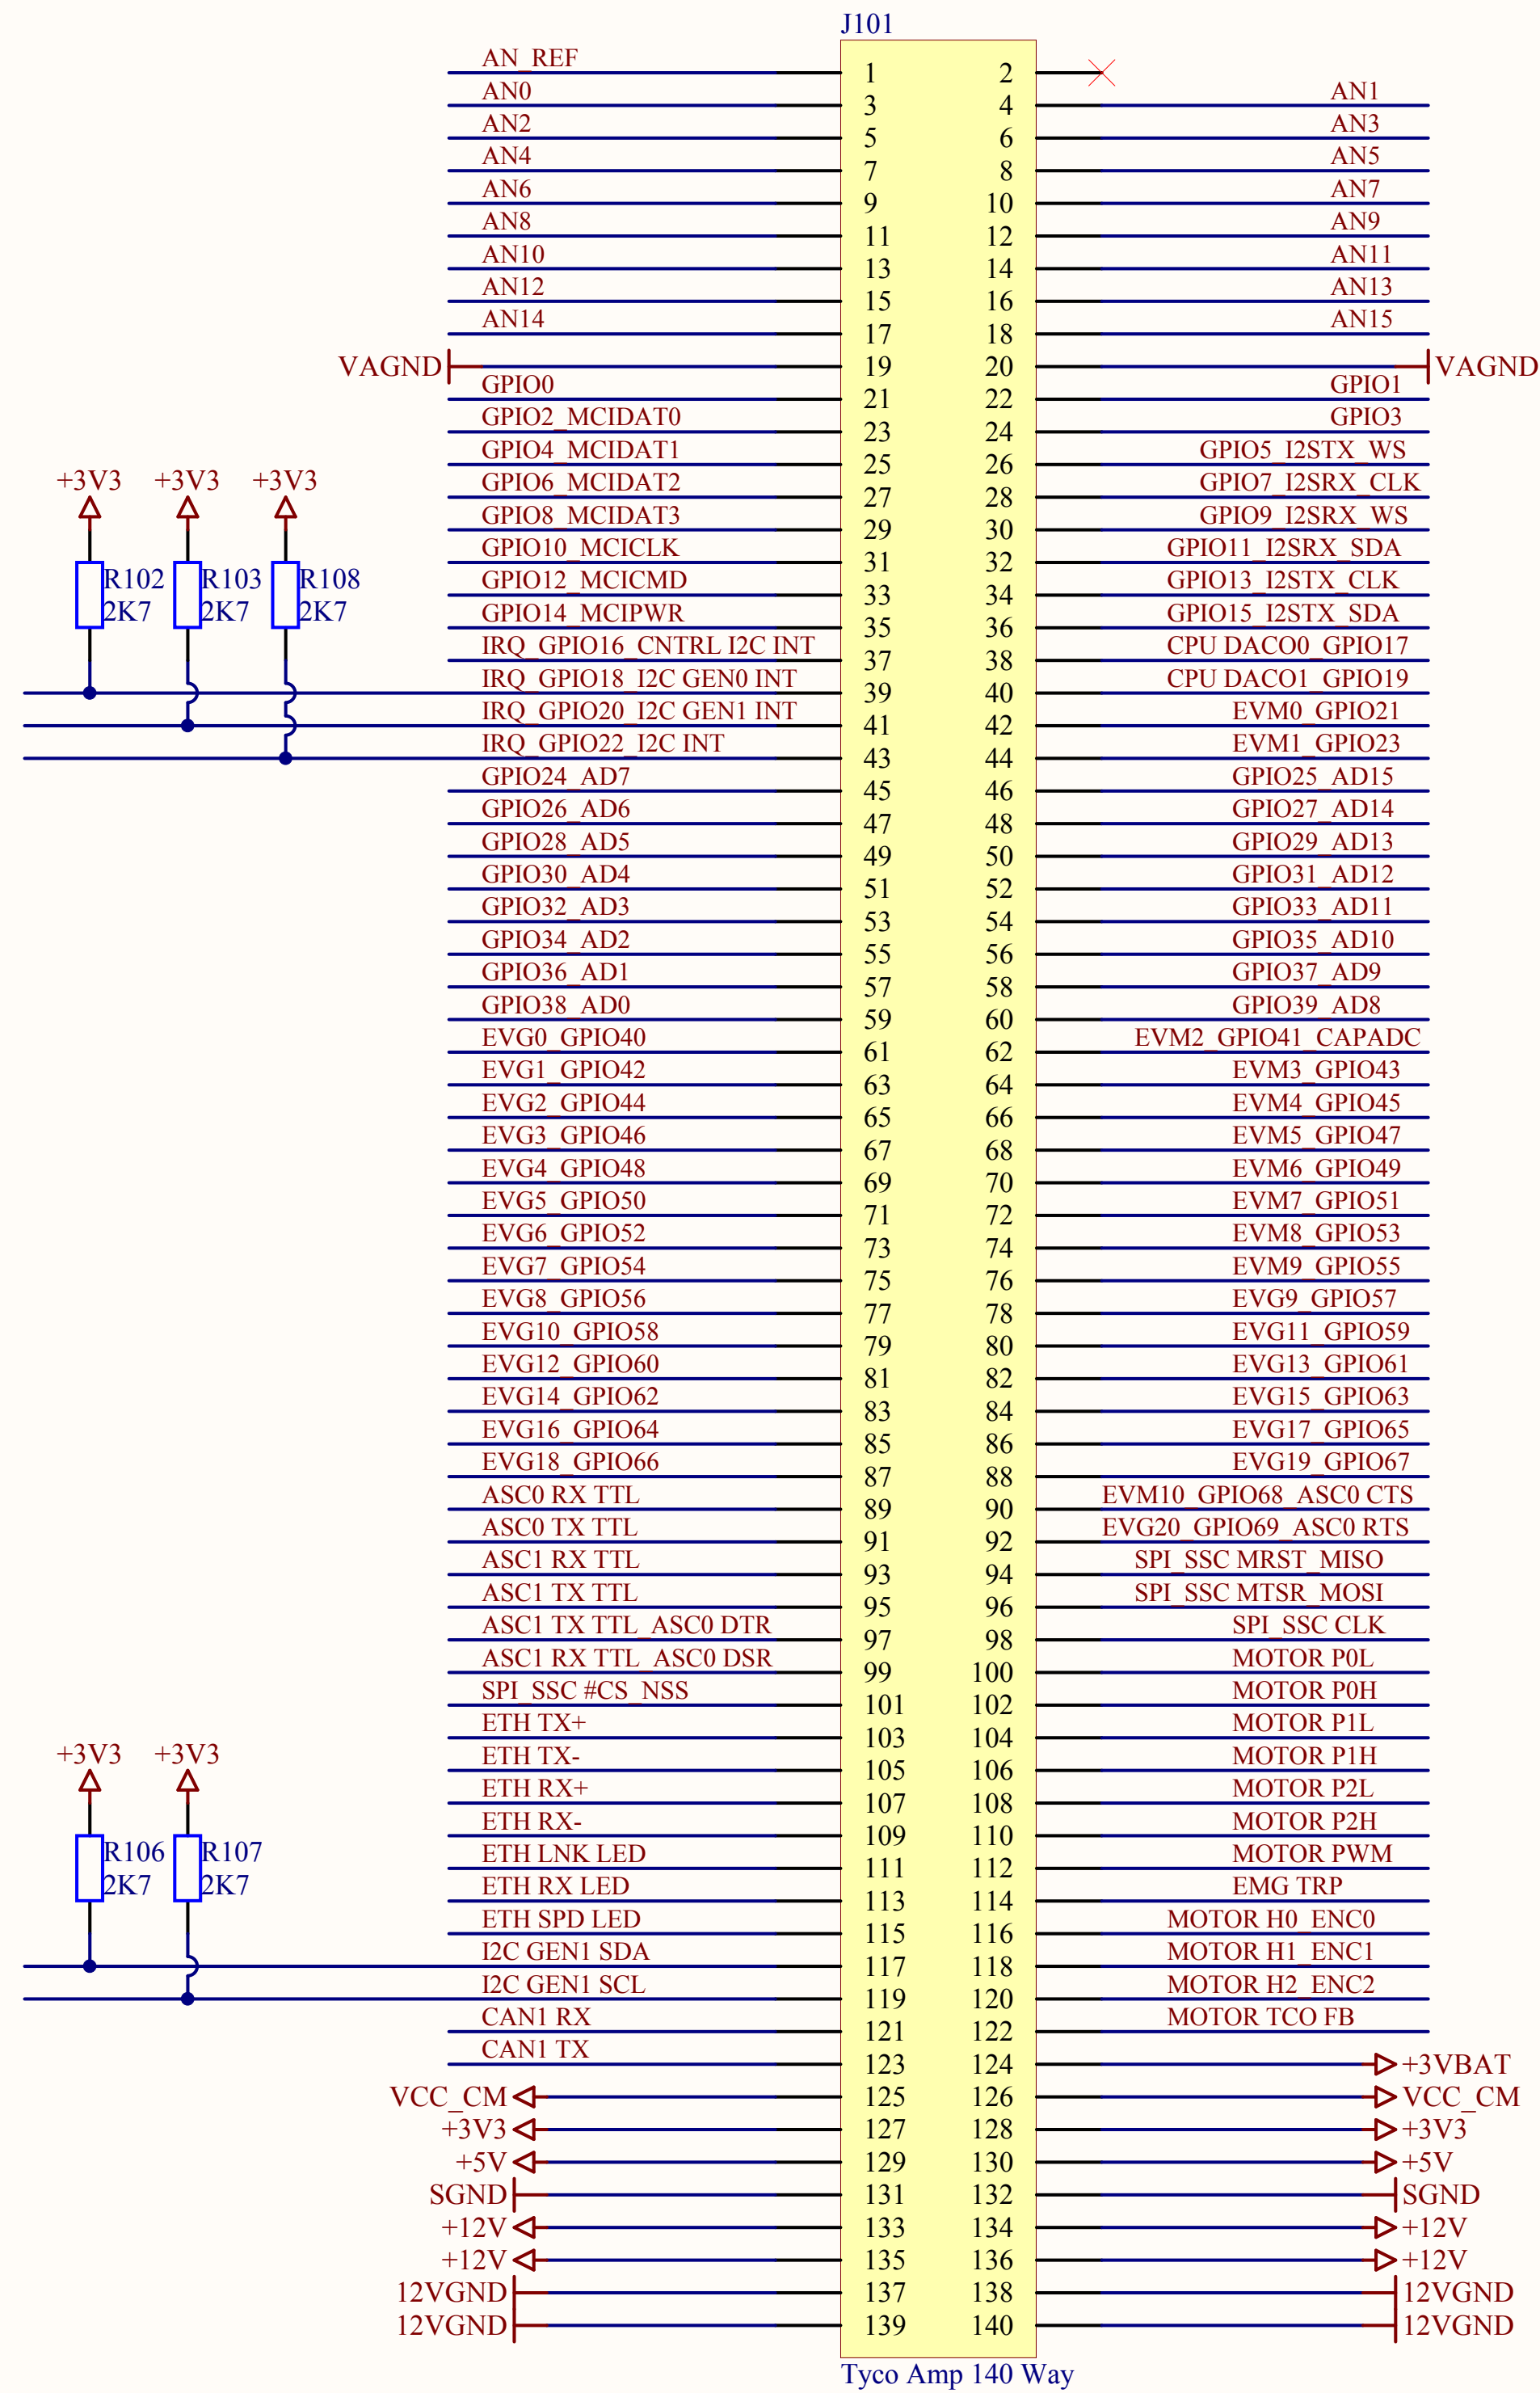 J101
AN_REF 1 2
AN0 3 4 AN1
AN2 5 6 AN3
AN4 7 8 AN5
AN6 9 10 AN7
AN8 11 12 AN9
AN10 13 14 AN11
AN12 15 16 AN13
AN14 17 18 AN15
VAGND 19 20 VAGND
GPIO0 21 22 GPIO1
GPIO2_MCIDAT0 23 24 GPIO3
GPIO4_MCIDAT1 25 26 GPIO5_I2STX_WS
+3V3 +3V3 +3V3 GPIO6_MCIDAT2 27 28 GPIO7_I2SRX_CLK
GPIO8_MCIDAT3 29 30 GPIO9_I2SRX_WS
GPIO10_MCICLK 31 32 GPIO11_I2SRX_SDA
R102 R103 R108 GPIO12_MCICMD 33 34 GPIO13_I2STX_CLK
2K7 2K7 2K7 GPIO14_MCIPWR 35 36 GPIO15_I2STX_SDA
IRQ_GPIO16_CNTRL I2C INT 37 38 CPU DACO0_GPIO17
IRQ_GPIO18_I2C GEN0 INT 39 40 CPU DACO1_GPIO19
IRQ_GPIO20_I2C GEN1 INT 41 42 EVM0_GPIO21
IRQ_GPIO22_I2C INT 43 44 EVM1_GPIO23
GPIO24_AD7 45 46 GPIO25_AD15
GPIO26_AD6 47 48 GPIO27_AD14
GPIO28_AD5 49 50 GPIO29_AD13
GPIO30_AD4 51 52 GPIO31_AD12
GPIO32_AD3 53 54 GPIO33_AD11
GPIO34_AD2 55 56 GPIO35_AD10
GPIO36_AD1 57 58 GPIO37_AD9
GPIO38_AD0 59 60 GPIO39_AD8
EVG0_GPIO40 61 62 EVM2_GPIO41_CAPADC
EVG1_GPIO42 63 64 EVM3_GPIO43
EVG2_GPIO44 65 66 EVM4_GPIO45
EVG3_GPIO46 67 68 EVM5_GPIO47
EVG4_GPIO48 69 70 EVM6_GPIO49
EVG5_GPIO50 71 72 EVM7_GPIO51
EVG6_GPIO52 73 74 EVM8_GPIO53
EVG7_GPIO54 75 76 EVM9_GPIO55
EVG8_GPIO56 77 78 EVG9_GPIO57
EVG10_GPIO58 79 80 EVG11_GPIO59
EVG12_GPIO60 81 82 EVG13_GPIO61
EVG14_GPIO62 83 84 EVG15_GPIO63
EVG16_GPIO64 85 86 EVG17_GPIO65
EVG18_GPIO66 87 88 EVG19_GPIO67
ASC0 RX TTL 89 90 EVM10_GPIO68_ASC0 CTS
ASC0 TX TTL 91 92 EVG20_GPIO69_ASC0 RTS
ASC1 RX TTL 93 94 SPI_SSC MRST_MISO
ASC1 TX TTL 95 96 SPI_SSC MTSR_MOSI
ASC1 TX TTL_ASC0 DTR 97 98 SPI_SSC CLK
ASC1 RX TTL_ASC0 DSR 99 100 MOTOR P0L
SPI_SSC #CS_NSS 101 102 MOTOR P0H
ETH TX+ 103 104 MOTOR P1L
+3V3 +3V3 ETH TX- 105 106 MOTOR P1H
ETH RX+ 107 108 MOTOR P2L
ETH RX- 109 110 MOTOR P2H
R106 R107 ETH LNK LED 111 112 MOTOR PWM
2K7 2K7 ETH RX LED 113 114 EMG TRP
ETH SPD LED 115 116 MOTOR H0_ENC0
I2C GEN1 SDA 117 118 MOTOR H1_ENC1
I2C GEN1 SCL 119 120 MOTOR H2_ENC2
CAN1 RX 121 122 MOTOR TCO FB
CAN1 TX 123 124 +3VBAT
VCC_CM 125 126 VCC_CM
+3V3 127 128 +3V3
+5V 129 130 +5V
SGND 131 132 SGND
+12V 133 134 +12V
+12V 135 136 +12V
12VGND 137 138 12VGND
12VGND 139 140 12VGND
Tyco Amp 140 Way